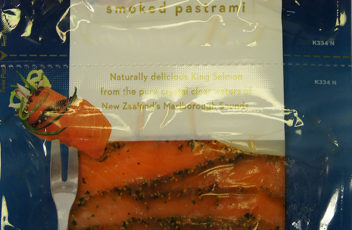 smoked pastrami
K334 N
Naturally delicious King Salmon
K334 N
from the pure crystal clear waters of
New Zealand's Marlborough Sounds